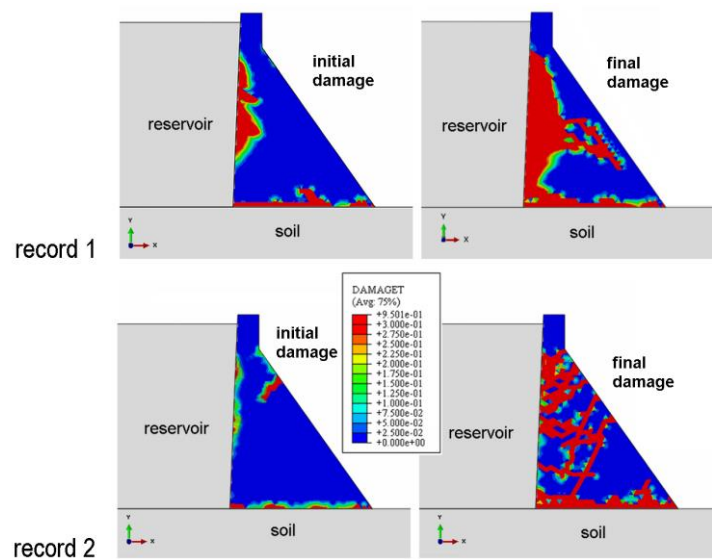 initial
damage
final
damage
reservoir
reservoir
Y
X
soil
Y
X
soil
record 1
DAMAGET
(Avg: 75%)
+9.501e-01
+3.000e-01
+2.750e-01
+2.500e-01
+2.250e-01
+2.000e-01
+1.750e-01
+1.500e-01
+1.250e-01
+1.000e-01
+7.500e-02
+5.000e-02
+2.500e-02
+0.000e+00
initial
damage
final
damage
reservoir
reservoir
Y
X
soil
Y
X
soil
record 2